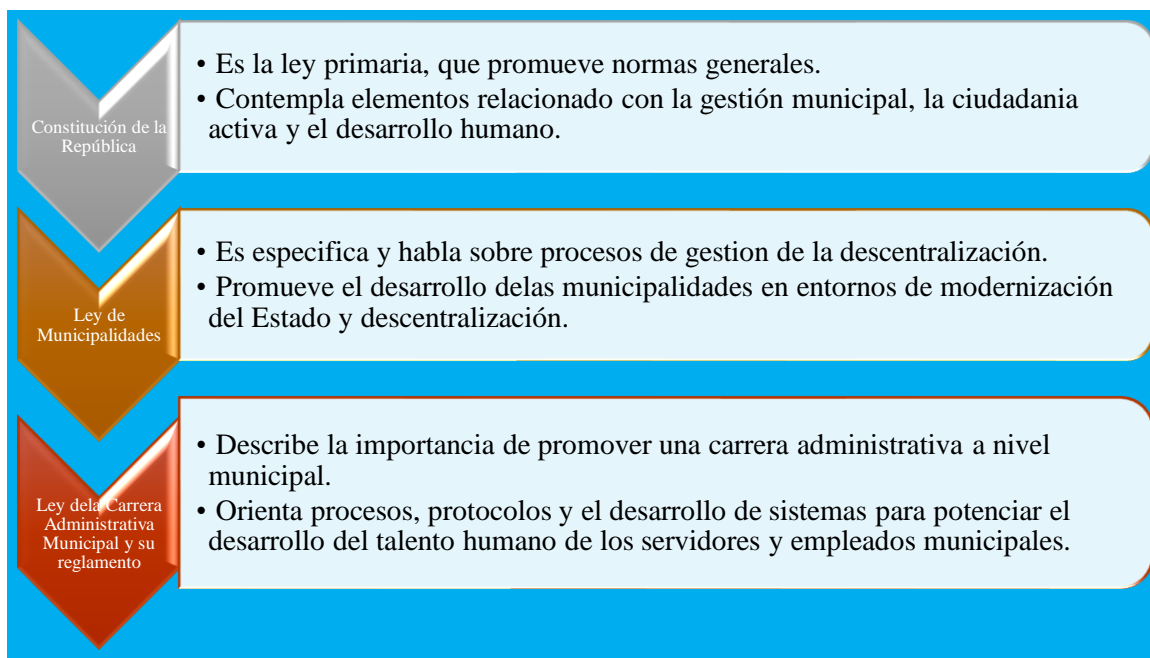 Constitución de la
República
• Es la ley primaria, que promueve normas generales.
• Contempla elementos relacionado con la gestión municipal, la ciudadania
activa y el desarrollo humano.
Ley de
Municipalidades
• Es especifica y habla sobre procesos de gestion de la descentralización.
• Promueve el desarrollo delas municipalidades en entornos de modernización
del Estado y descentralización.
Ley dela Carrera
Administrativa
Municipal y su
reglamento
• Describe la importancia de promover una carrera administrativa a nivel
municipal.
• Orienta procesos, protocolos y el desarrollo de sistemas para potenciar el
desarrollo del talento humano de los servidores y empleados municipales.